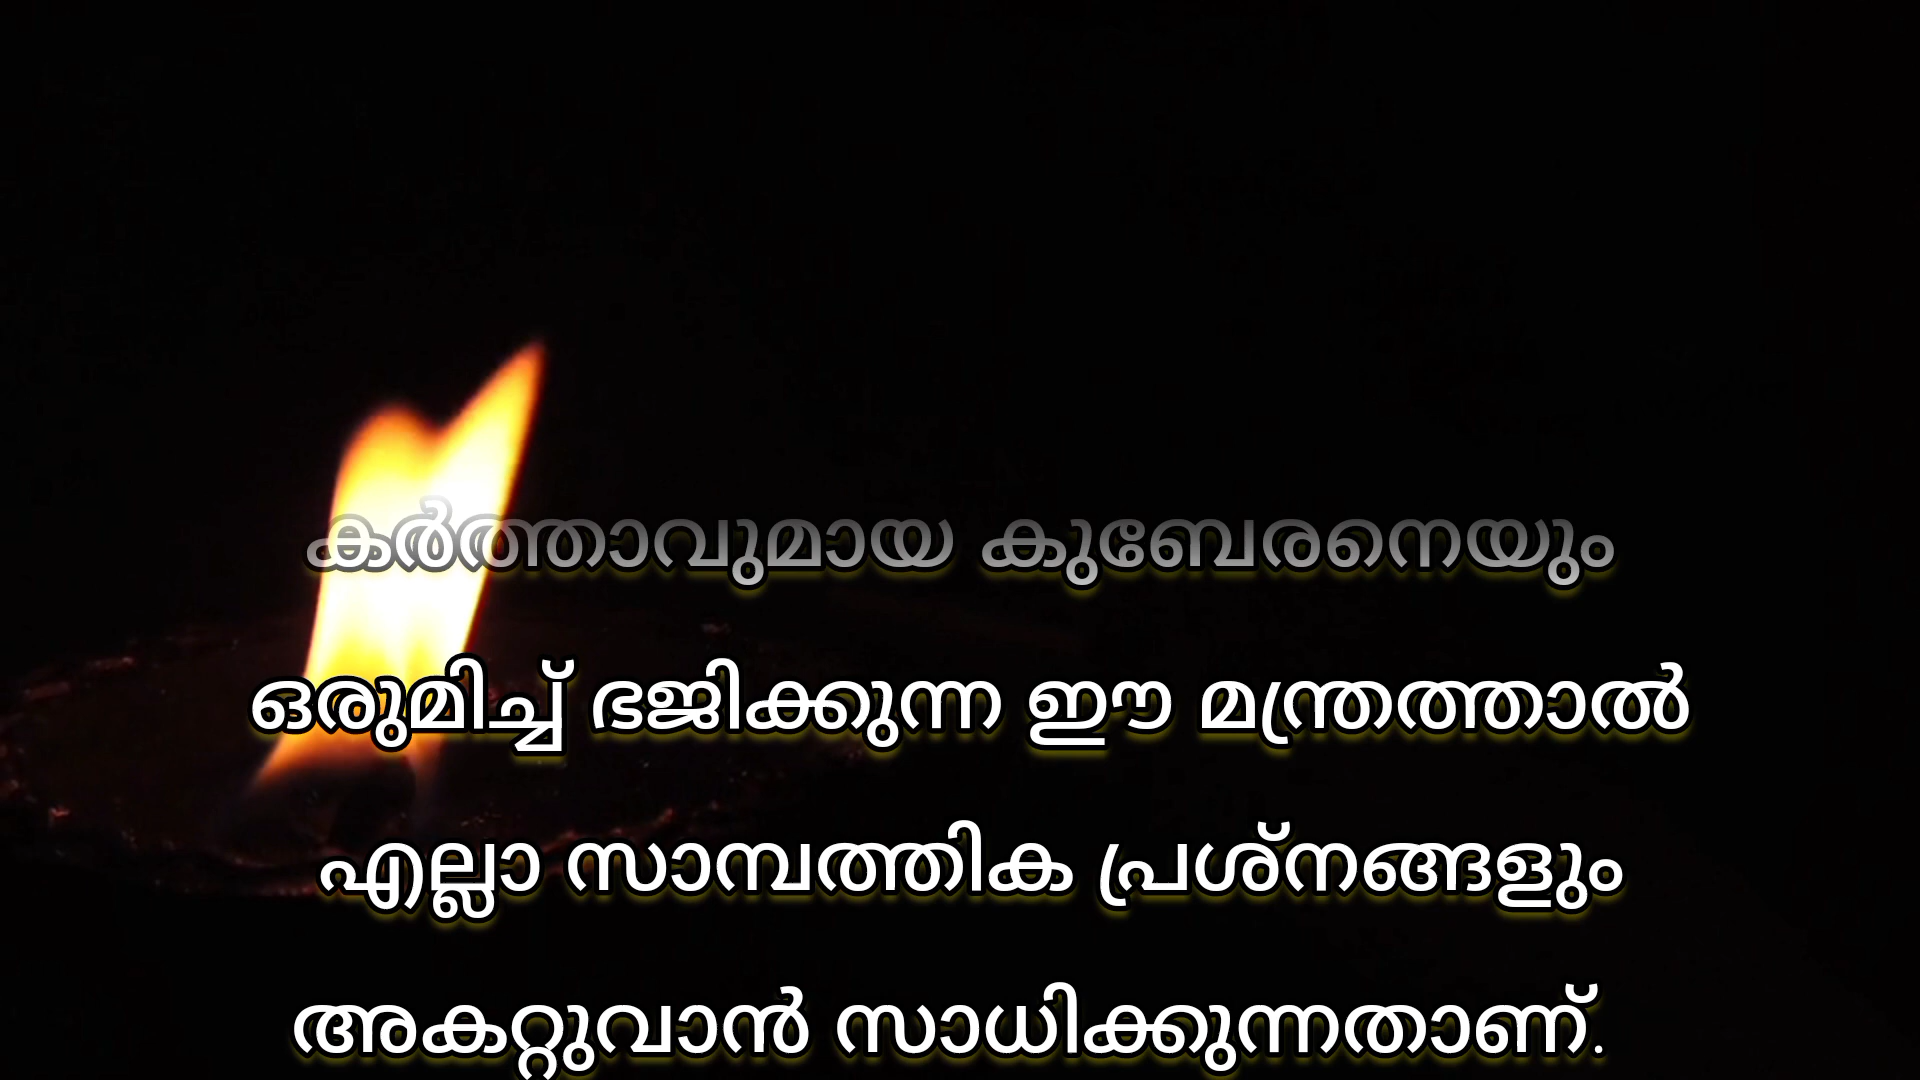 കർത്താവുമായ കുബേരനെയും
ഒരുമിച്ച് ഭജിക്കുന്ന ഈ മന്ത്രത്താൽ
എല്ലാ സാമ്പത്തിക പ്രശ്നങ്ങളും
അകറ്റുവാൻ സാധിക്കുന്നതാണ്.